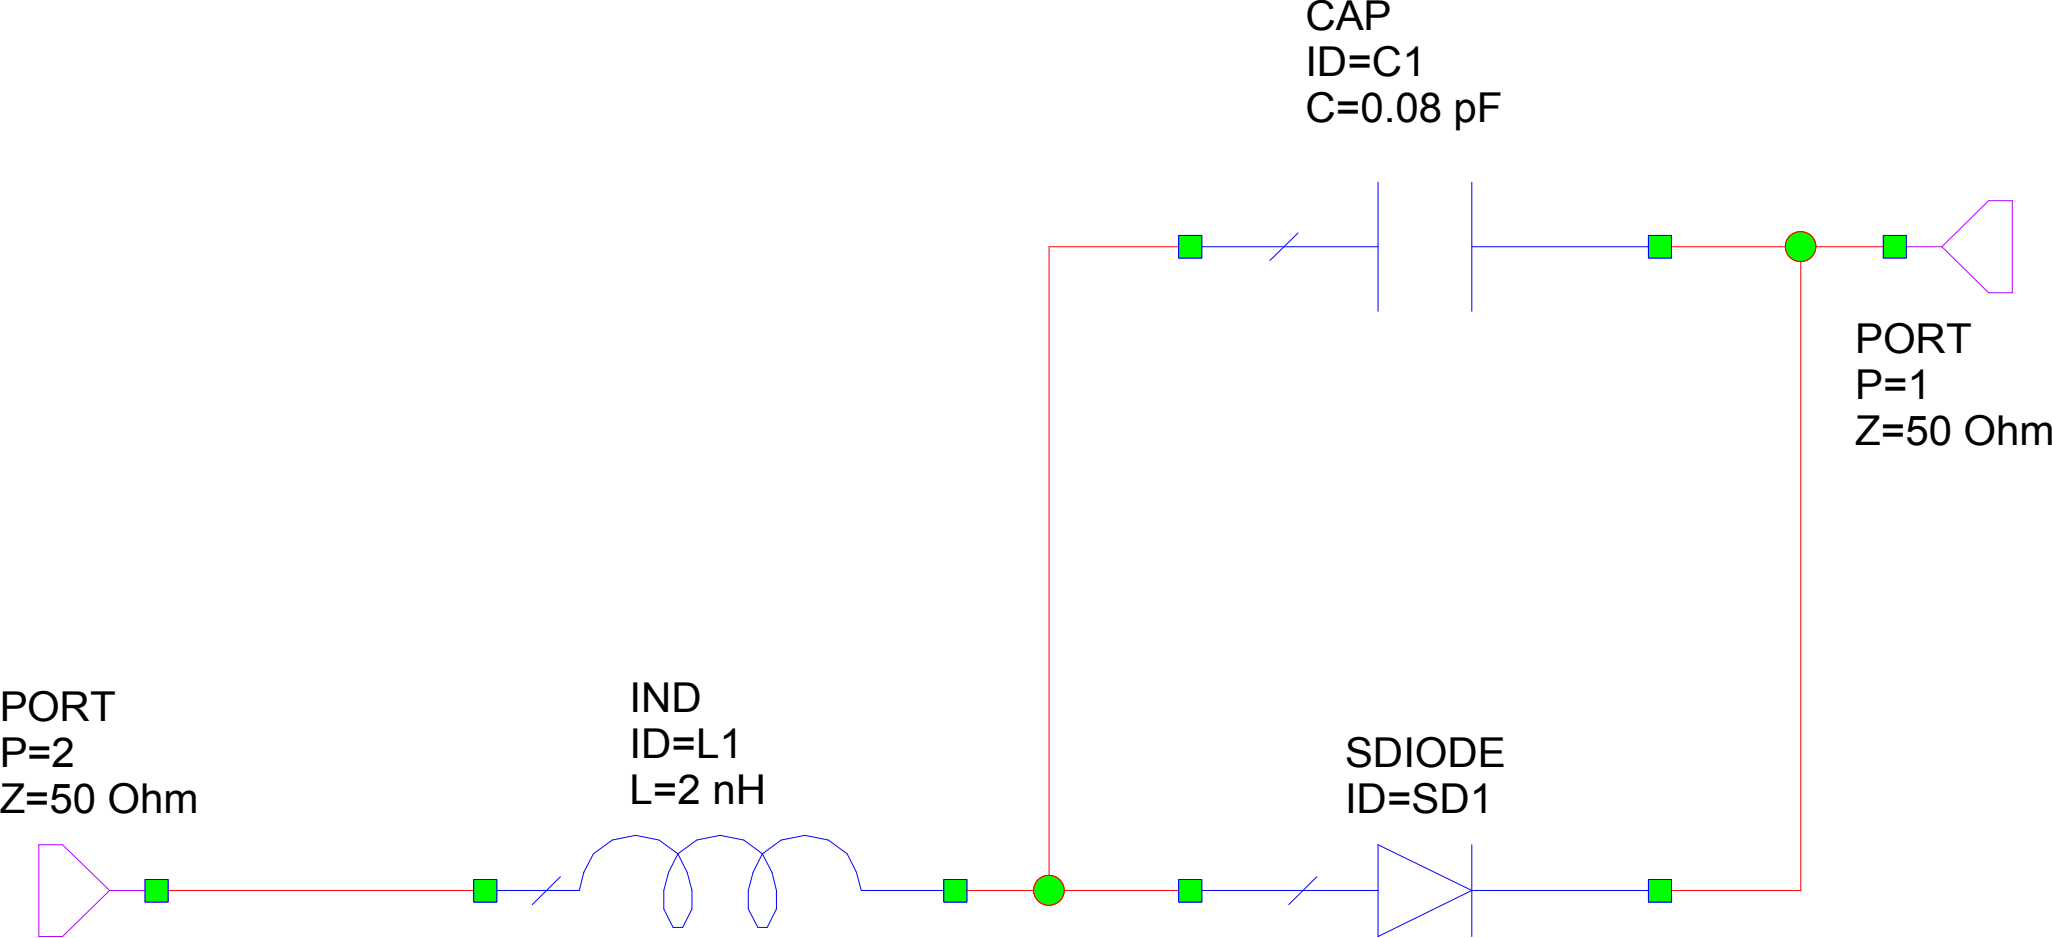 CAP
ID=C1
C=0.08 pF
PORT
P=1
Z=50 Ohm
PORT
P=2
Z=50 Ohm
IND
ID=L1
L=2 nH
SDIODE
ID=SD1